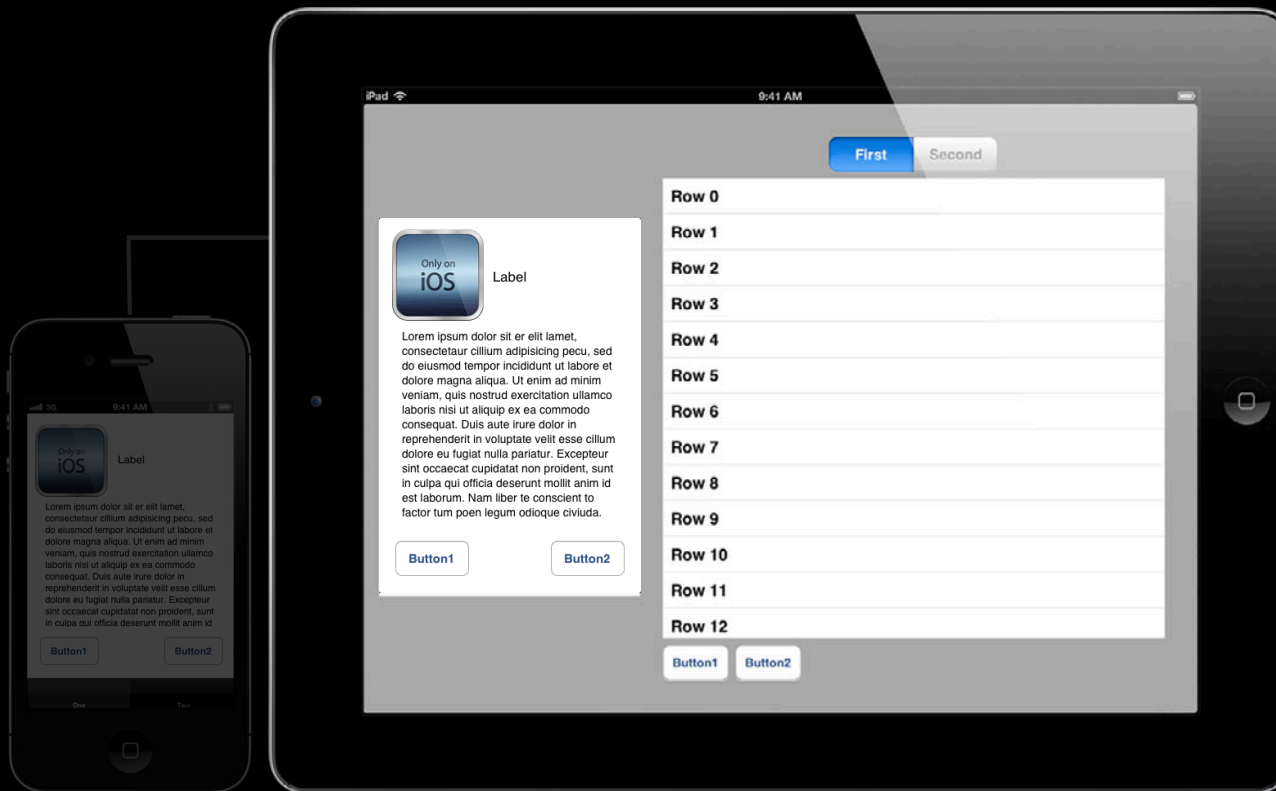 iPad
9:41 AM
First
Second
Row 0
Row 1
Row 2
Row 3
Row 4
Row 5
Row 6
Row 7
Row 8
Row 9
Row 10
Row 11
Row 12
Button1
Button2
Only on
iOS
Label
Lorem ipsum dolor sit er elit lamet,
consectetaur cillium adipisicing pecu, sed
do eiusmod tempor incididunt ut labore et
dolore magna aliqua. Ut enim ad minim
veniam, quis nostrud exercitation ullamco
laboris nisi ut aliquip ex ea commodo
consequat. Duis aute irure dolor in
reprehenderit in voluptate velit esse cillum
dolore eu fugiat nulla pariatur. Excepteur
sint occaecat cupidatat non proident, sunt
in culpa qui officia deserunt mollit anim id
est laborum. Nam liber te conscient to
factor tum poen legum odioque civiuda.
Button1
Button2
3G
9:41 AM
Only on
iOS
Label
Lorem ipsum dolor sit er elit lamet,
consectetaur cillium adipisicing pecu, sed
do eiusmod tempor incididunt ut labore et
dolore magna aliqua. Ut enim ad minim
veniam, quis nostrud exercitation ullamco
laboris nisi ut aliquip ex ea commodo
consequat. Duis aute irure dolor in
reprehenderit in voluptate velit esse cillum
dolore eu fugiat nulla pariatur. Excepteur
sint occaecat cupidatat non proident, sunt
in culpa qui officia deserunt mollit anim id
Button1
Button2
One
Two